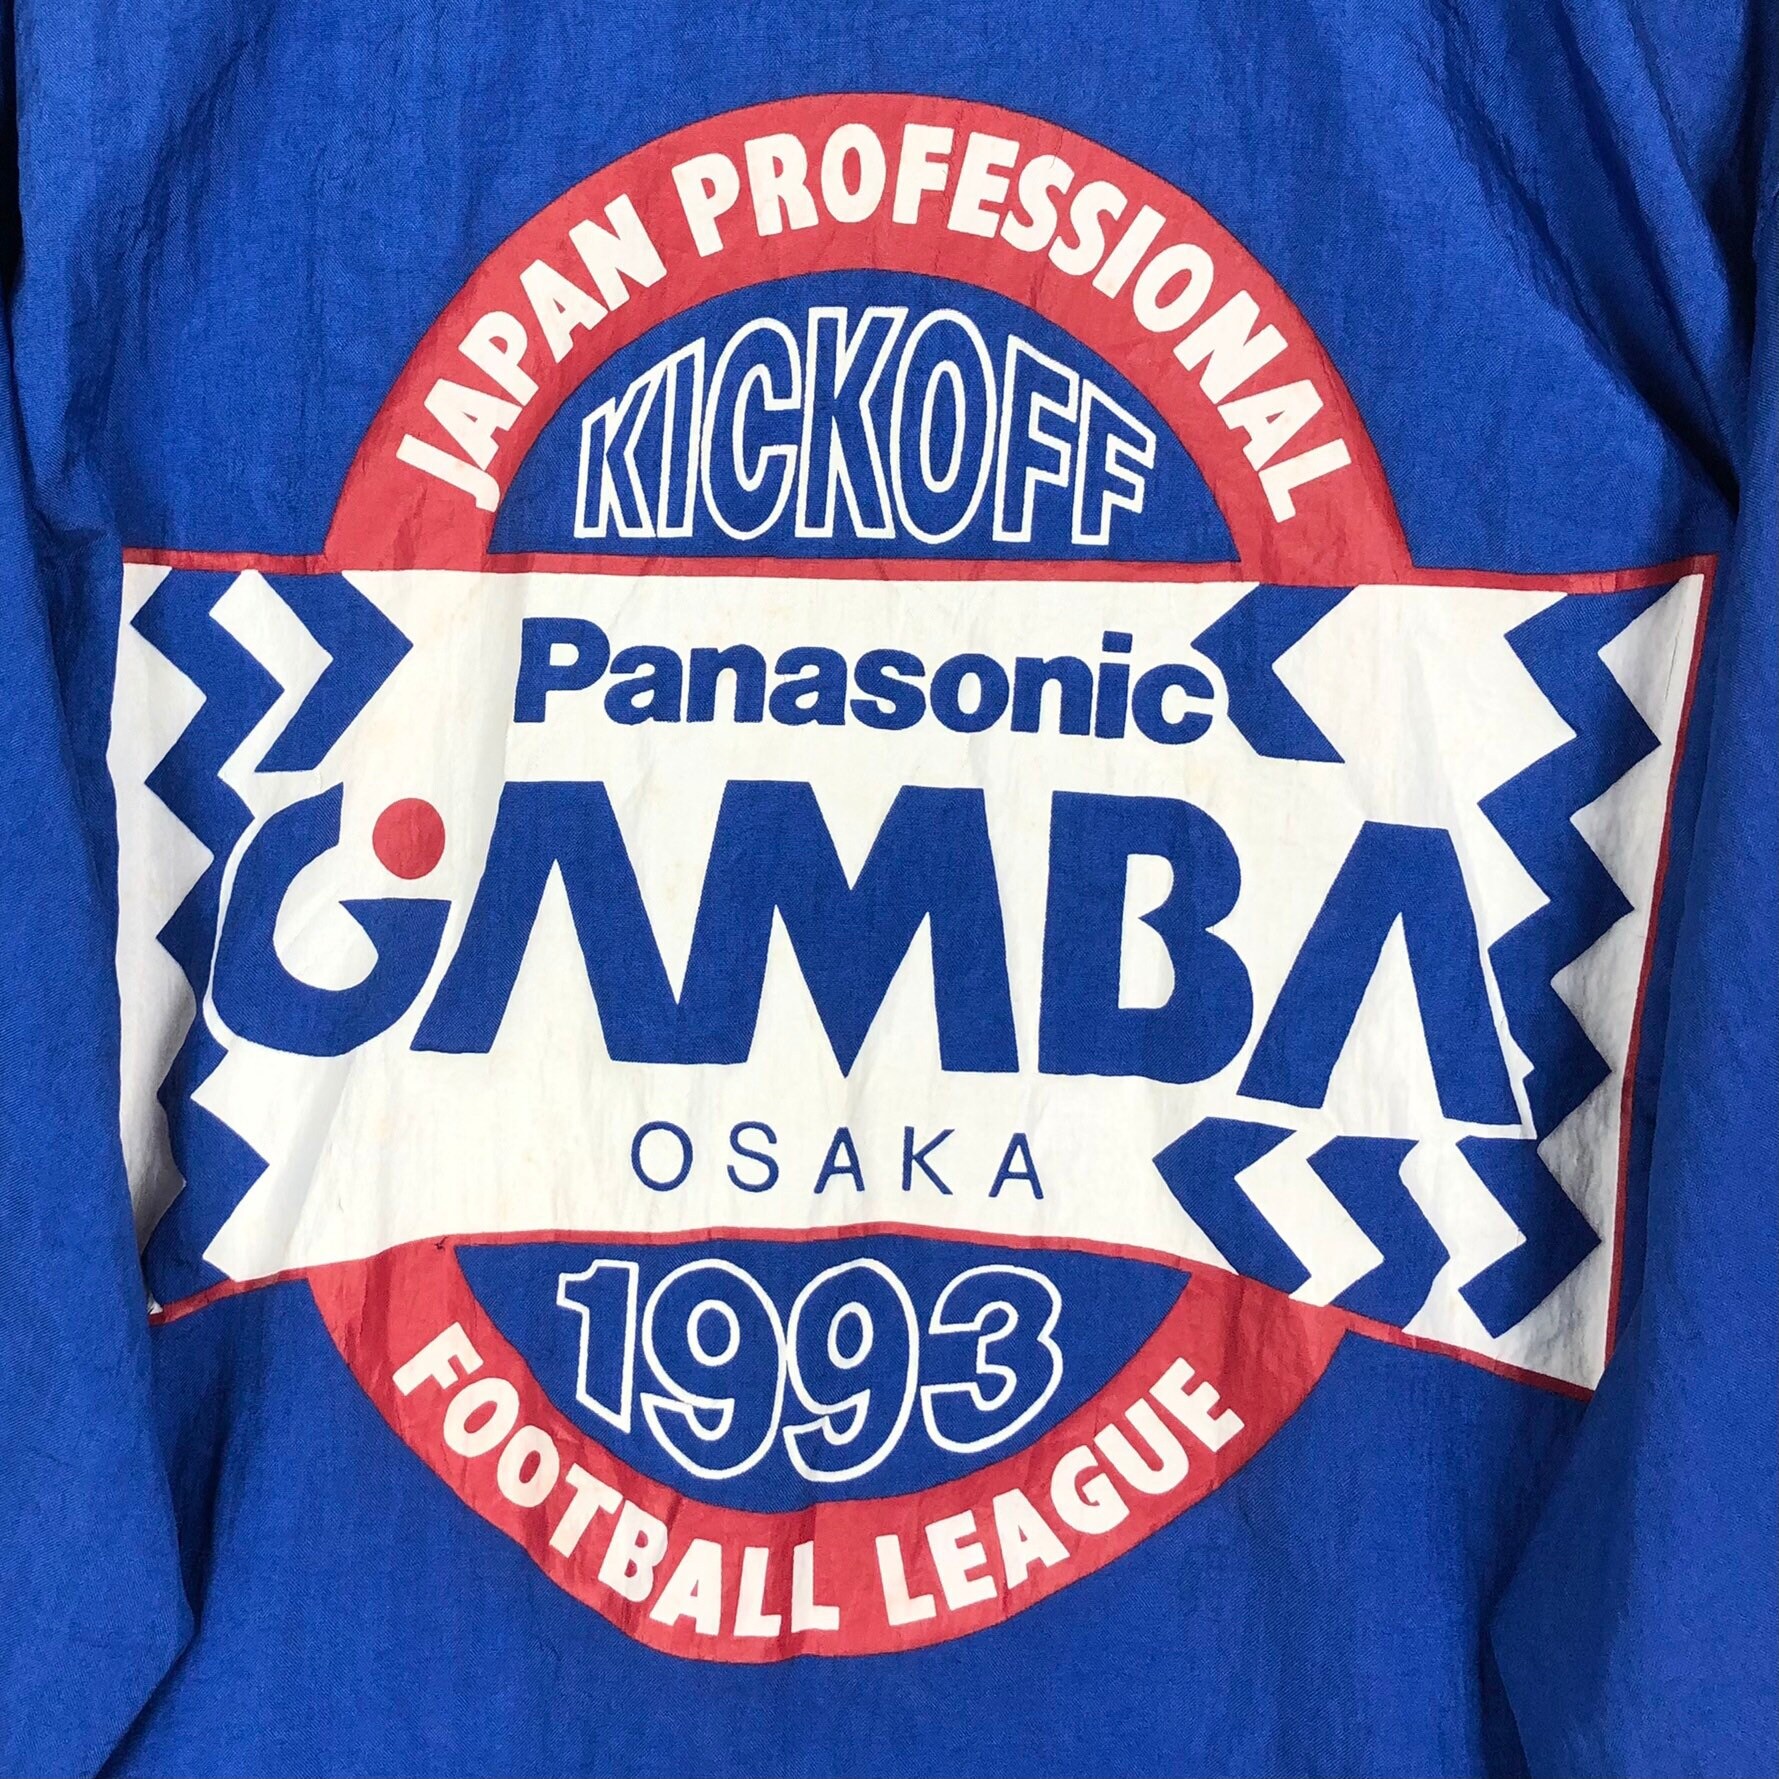 JAPAN PROFESSIONAL
KICKOFF
Panasonic
GAMBA
OSAKA
1993
FOOTBALL LEAGUE